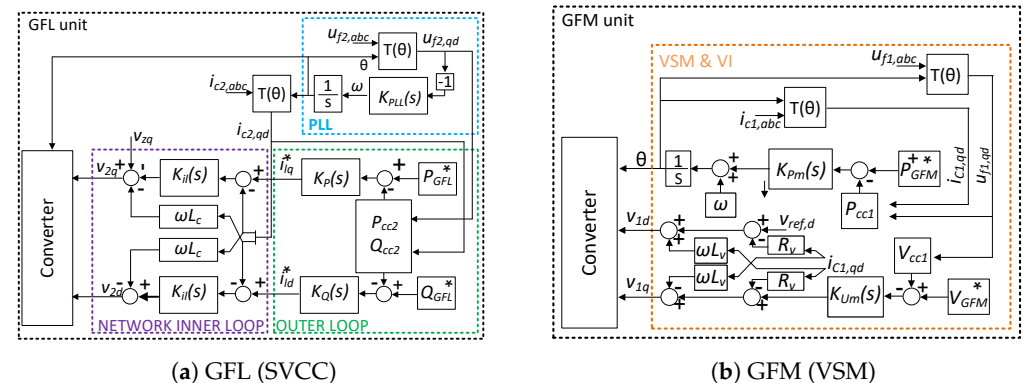 GFL unit
u_{f2,abc}
T(θ)
u_{f2,qd}
θ
-1
i_{c2,abc}
T(θ)
1/s
ω
K_{PLL}(s)
PLL
i_{c2,qd}
v_{zq}
v_{2q}
+
-
-
K_{il}(s)
+
-
i*_{lq}
K_P(s)
+
-
P_{GFL}*
ωL_c
ωL_c
P_{cc2}
Q_{cc2}
Converter
v_{2d}
-
+
K_{il}(s)
-
+
i*_{ld}
K_Q(s)
-
+
Q_{GFL}*
NETWORK INNER LOOP
OUTER LOOP
(a) GFL (SVCC)
GFM unit
VSM & VI
u_{f1,abc}
T(θ)
T(θ)
i_{c1,abc}
i_{C1,qd}
u_{f1,qd}
θ
1/s
+
+
ω
K_{Pm}(s)
+
-
P_{GFM}*
P_{cc1}
Converter
v_{1d}
+
+
+
-
v_{ref,d}
ωL_v
R_v
i_{C1,qd}
ωL_v
R_v
V_{cc1}
v_{1q}
-
-
-
-
K_{Um}(s)
-
+
V_{GFM}*
(b) GFM (VSM)